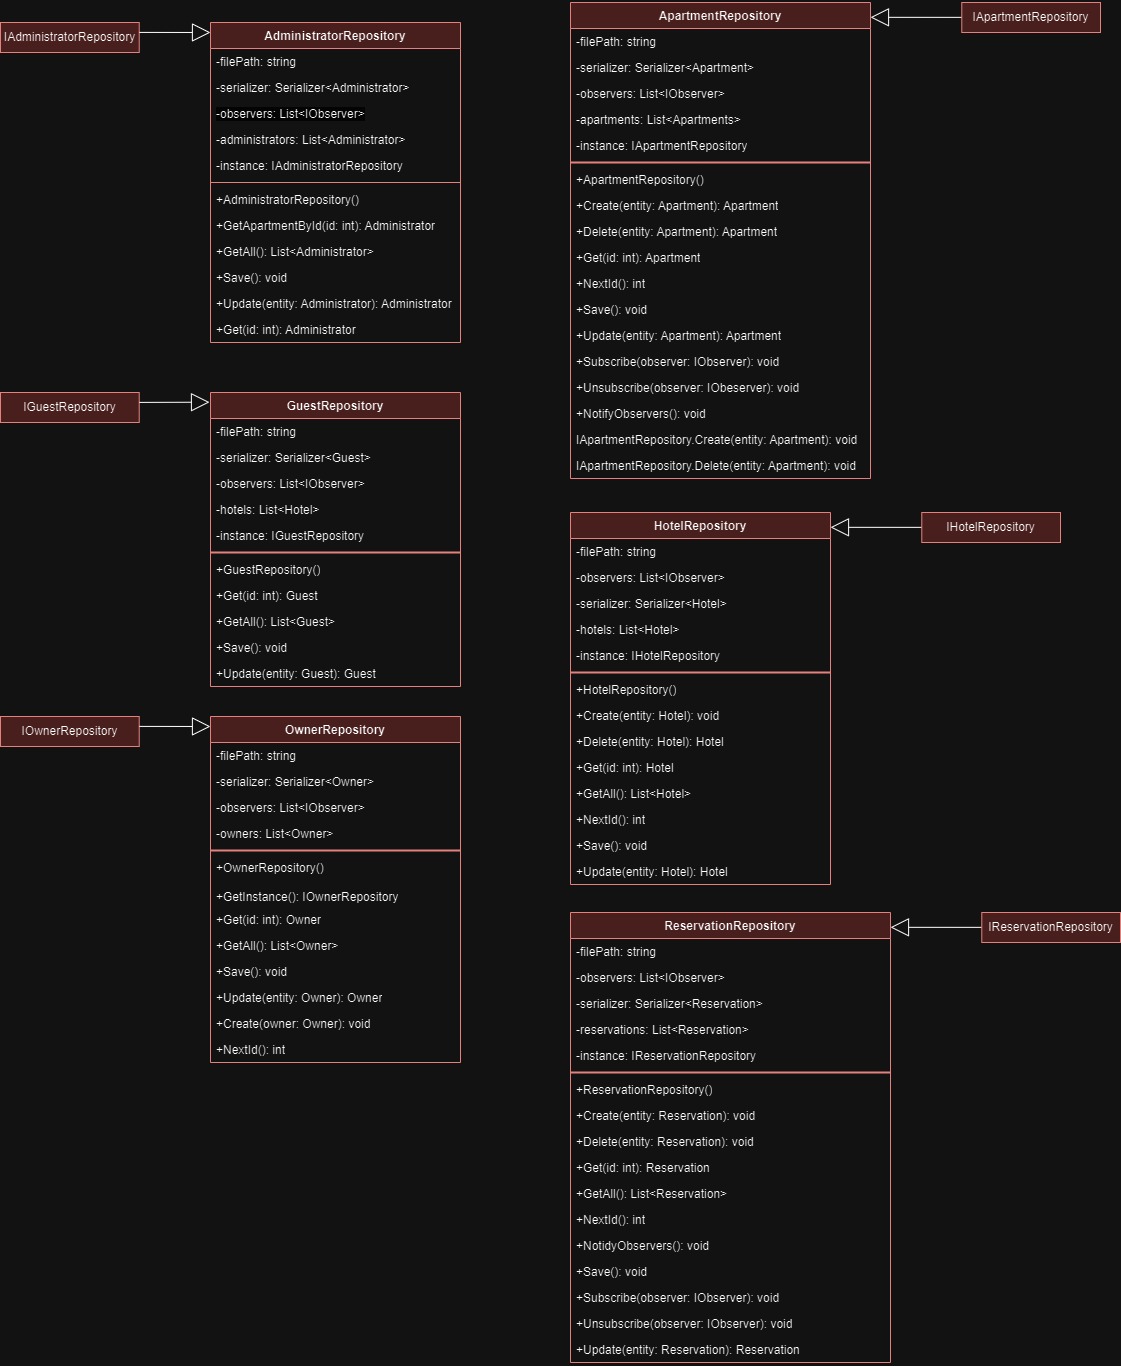 IAdministratorRepository
AdministratorRepository
-filePath: string
-serializer: Serializer<Administrator>
-observers: List<IObserver>
-administrators: List<Administrator>
-instance: IAdministratorRepository
+AdministratorRepository()
+GetApartmentById(id: int): Administrator
+GetAll(): List<Administrator>
+Save(): void
+Update(entity: Administrator): Administrator
+Get(id: int): Administrator
IGuestRepository
GuestRepository
-filePath: string
-serializer: Serializer<Guest>
-observers: List<IObserver>
-hotels: List<Hotel>
-instance: IGuestRepository
+GuestRepository()
+Get(id: int): Guest
+GetAll(): List<Guest>
+Save(): void
+Update(entity: Guest): Guest
IOwnerRepository
OwnerRepository
-filePath: string
-serializer: Serializer<Owner>
-observers: List<IObserver>
-owners: List<Owner>
+OwnerRepository()
+GetInstance(): IOwnerRepository
+Get(id: int): Owner
+GetAll(): List<Owner>
+Save(): void
+Update(entity: Owner): Owner
+Create(owner: Owner): void
+NextId(): int
ApartmentRepository
IApartmentRepository
-filePath: string
-serializer: Serializer<Apartment>
-observers: List<IObserver>
-apartments: List<Apartments>
-instance: IApartmentRepository
+ApartmentRepository()
+Create(entity: Apartment): Apartment
+Delete(entity: Apartment): Apartment
+Get(id: int): Apartment
+NextId(): int
+Save(): void
+Update(entity: Apartment): Apartment
+Subscribe(observer: IObserver): void
+Unsubscribe(observer: IObeserver): void
+NotifyObservers(): void
IApartmentRepository.Create(entity: Apartment): void
IApartmentRepository.Delete(entity: Apartment): void
HotelRepository
IHotelRepository
-filePath: string
-observers: List<IObserver>
-serializer: Serializer<Hotel>
-hotels: List<Hotel>
-instance: IHotelRepository
+HotelRepository()
+Create(entity: Hotel): void
+Delete(entity: Hotel): Hotel
+Get(id: int): Hotel
+GetAll(): List<Hotel>
+NextId(): int
+Save(): void
+Update(entity: Hotel): Hotel
ReservationRepository
IReservationRepository
-filePath: string
-observers: List<IObserver>
-serializer: Serializer<Reservation>
-reservations: List<Reservation>
-instance: IReservationRepository
+ReservationRepository()
+Create(entity: Reservation): void
+Delete(entity: Reservation): void
+Get(id: int): Reservation
+GetAll(): List<Reservation>
+NextId(): int
+NotidyObservers(): void
+Save(): void
+Subscribe(observer: IObserver): void
+Unsubscribe(observer: IObserver): void
+Update(entity: Reservation): Reservation